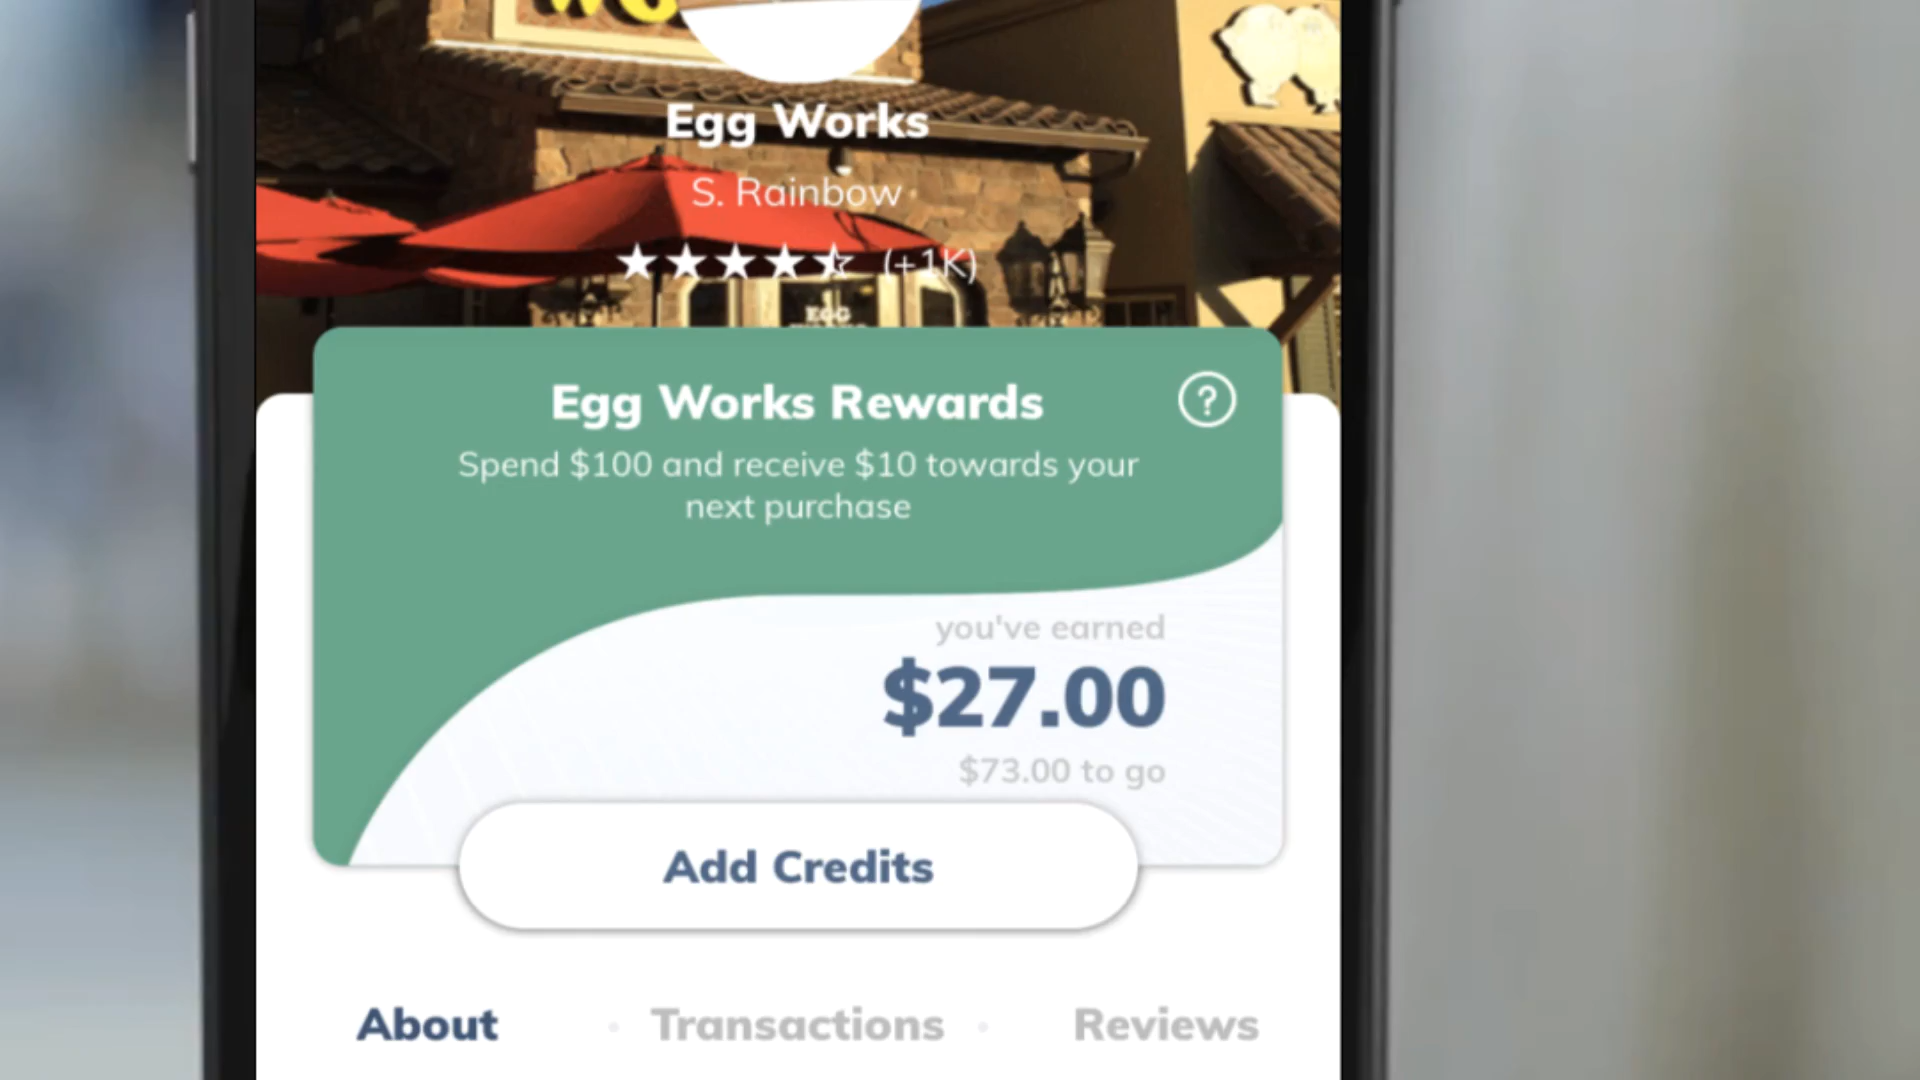 Egg Works
S. Rainbow
(+1K)
EGG
Egg Works Rewards
?
Spend $100 and receive $10 towards your
next purchase
you've earned
$27.00
$73.00 to go
Add Credits
About
Transactions
Reviews